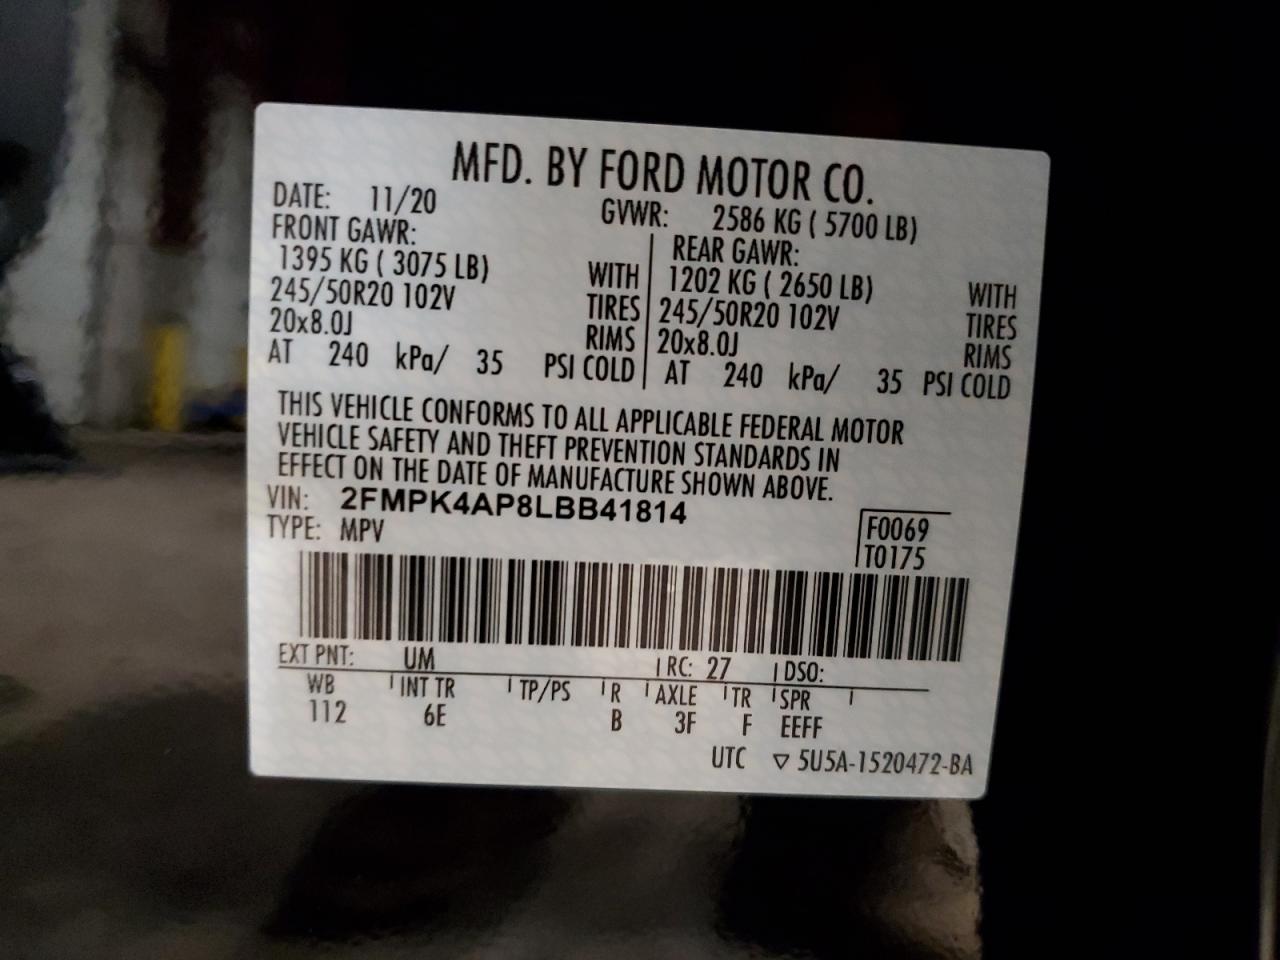 MFD. BY FORD MOTOR CO.
DATE: 11/20 GVWR: 2586 KG ( 5700 LB)
FRONT GAWR: REAR GAWR:
1395 KG ( 3075 LB) WITH 1202 KG ( 2650 LB) WITH
245/50R20 102V TIRES 245/50R20 102V TIRES
20x8.0J RIMS 20x8.0J RIMS
AT 240 kPa/ 35 PSI COLD AT 240 kPa/ 35 PSI COLD
THIS VEHICLE CONFORMS TO ALL APPLICABLE FEDERAL MOTOR
VEHICLE SAFETY AND THEFT PREVENTION STANDARDS IN
EFFECT ON THE DATE OF MANUFACTURE SHOWN ABOVE.
VIN: 2FMPK4AP8LBB41814
TYPE: MPV
F0069
T0175
EXT PNT: UM RC: 27 DSO:
WB INT TR TP/PS R AXLE TR SPR
112 6E B 3F F EEFF
UTC ▽ 5U5A-1520472-BA